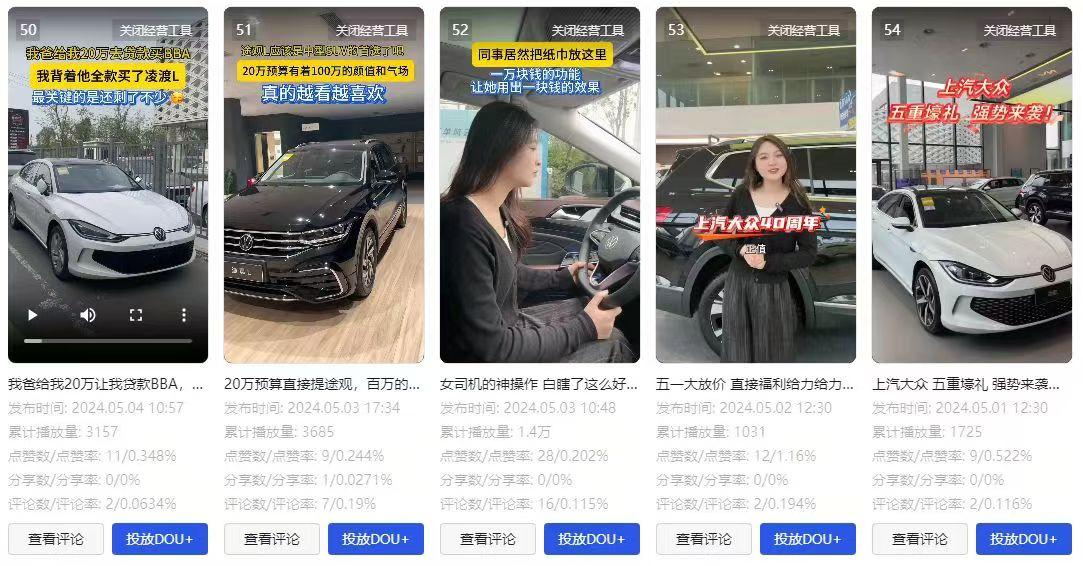 50 关闭经营工具
我爸给我20万去贷款买BBA
我背着他全款买了凌渡L
最关键的是还剩了不少
我爸给我20万让我贷款BBA，...
发布时间: 2024.05.04 10:57
累计播放量: 3157
点赞数/点赞率: 11/0.348%
分享数/分享率: 0/0%
评论数/评论率: 2/0.0634%
查看评论 投放DOU+
51 关闭经营工具
途观L应该是中型SUV的首选了吧
20万预算有着100万的颜值和气场
真的越看越喜欢
20万预算直接提途观，百万的...
发布时间: 2024.05.03 17:34
累计播放量: 3685
点赞数/点赞率: 9/0.244%
分享数/分享率: 1/0.0271%
评论数/评论率: 7/0.19%
查看评论 投放DOU+
52 关闭经营工具
同事居然把纸巾放这里
一万块钱的功能
让她用出一块钱的效果
女司机的神操作 白瞎了这么好...
发布时间: 2024.05.03 10:48
累计播放量: 1.4万
点赞数/点赞率: 28/0.202%
分享数/分享率: 0/0%
评论数/评论率: 16/0.115%
查看评论 投放DOU+
53 关闭经营工具
上汽大众40周年
正值
五一大放价 直接福利给力给力...
发布时间: 2024.05.02 12:30
累计播放量: 1031
点赞数/点赞率: 12/1.16%
分享数/分享率: 0/0%
评论数/评论率: 2/0.194%
查看评论 投放DOU+
54 关闭经营工具
上汽大众
五重壕礼 强势来袭!
上汽大众 五重壕礼 强势来袭...
发布时间: 2024.05.01 12:30
累计播放量: 1725
点赞数/点赞率: 9/0.522%
分享数/分享率: 0/0%
评论数/评论率: 2/0.116%
查看评论 投放DOU+